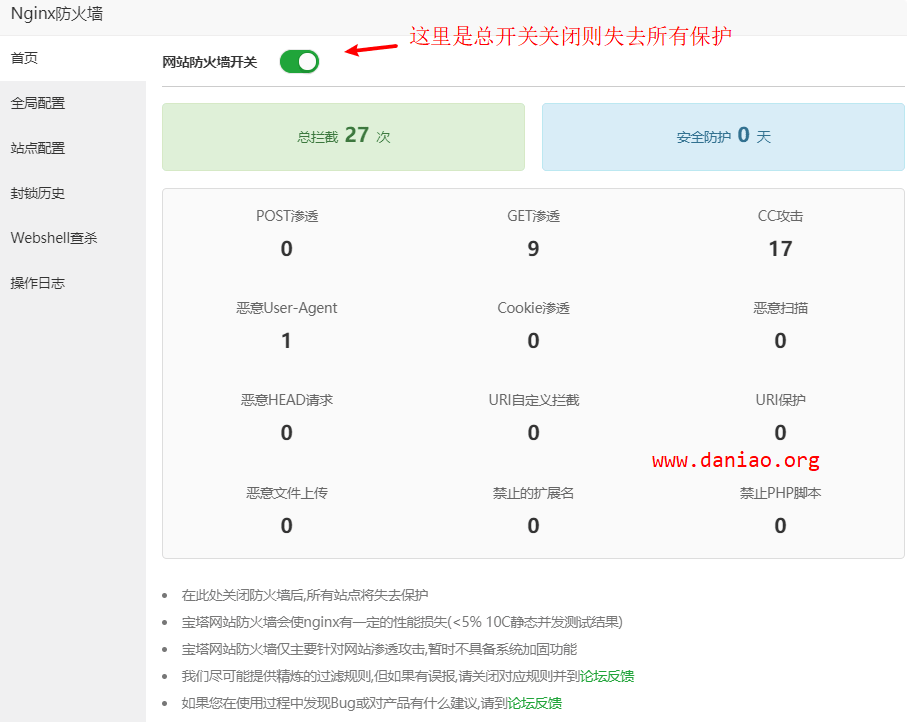 Nginx防火墙
首页
全局配置
站点配置
封锁历史
Webshell查杀
操作日志
网站防火墙开关
这里是总开关关闭则失去所有保护
总拦截 27 次
安全防护 0 天
POST渗透 GET渗透 CC攻击
0 9 17
恶意User-Agent Cookie渗透 恶意扫描
1 0 0
恶意HEAD请求 URI自定义拦截 URI保护
0 0 0
www.daniao.org
恶意文件上传 禁止的扩展名 禁止PHP脚本
0 0 0
在此处关闭防火墙后,所有站点将失去保护
宝塔网站防火墙会使nginx有一定的性能损失(<5% 10C静态并发测试结果)
宝塔网站防火墙仅主要针对网站渗透攻击,暂时不具备系统加固功能
我们尽可能提供精炼的过滤规则,但如果有误报,请关闭对应规则并到论坛反馈
如果您在使用过程中发现Bug或对产品有什么建议,请到论坛反馈